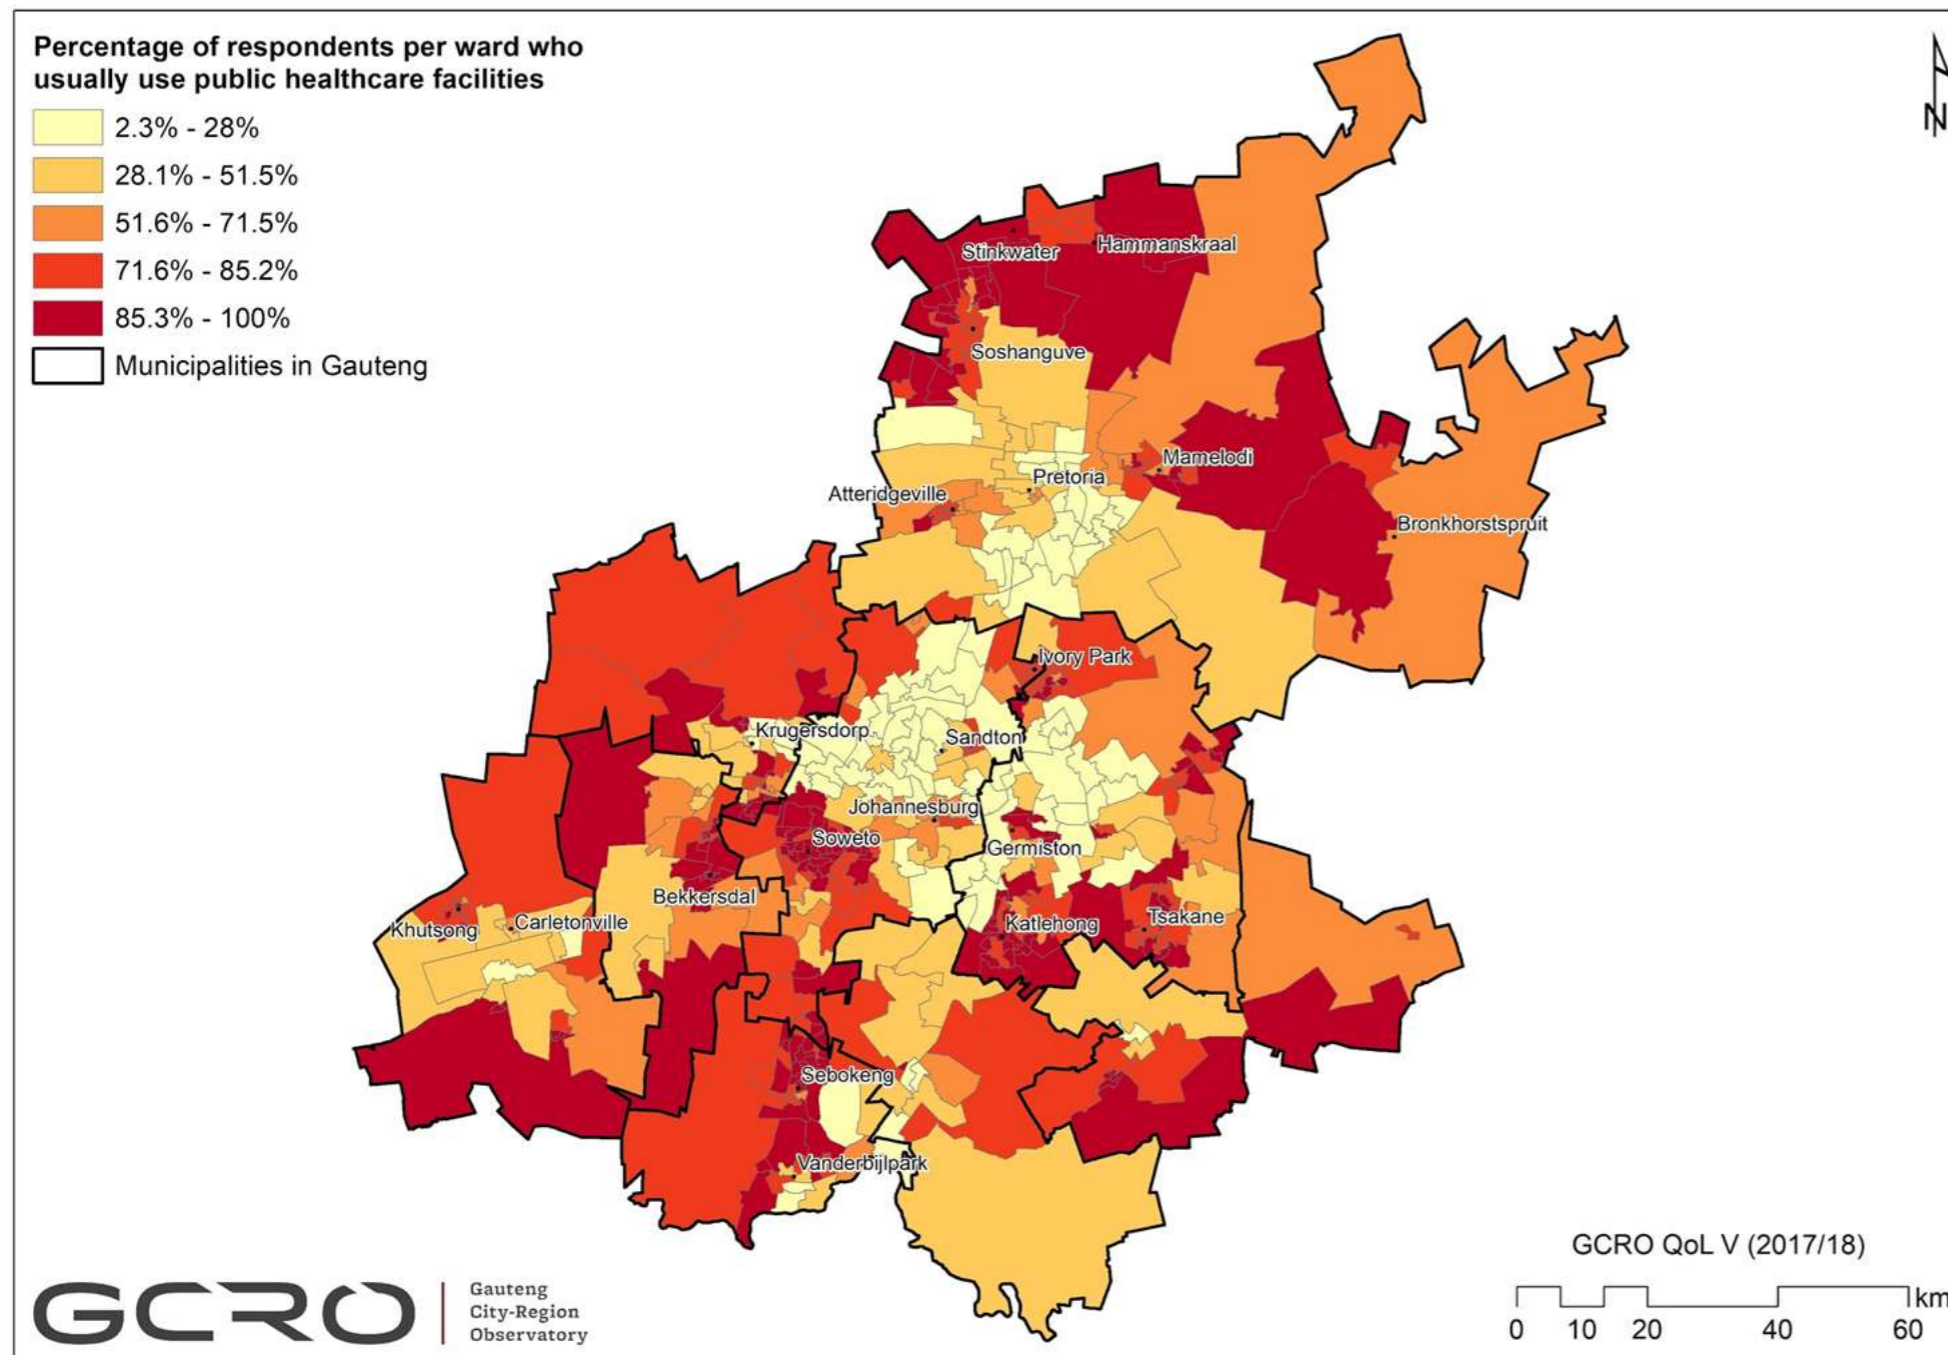 Percentage of respondents per ward who
usually use public healthcare facilities
2.3% - 28%
28.1% - 51.5%
51.6% - 71.5%
71.6% - 85.2%
85.3% - 100%
Municipalities in Gauteng
N
Stinkwater
Hammanskraal
Soshanguve
Mamelodi
Pretoria
Atteridgeville
Bronkhorstspruit
Ivory Park
Krugersdorp
Sandton
Johannesburg
Soweto
Germiston
Bekkersdal
Khutsong
Carletonville
Katlehong
Tsakane
Sebokeng
Vanderbijlpark
GCRO QoL V (2017/18)
km
0 10 20 40 60
GCRO
Gauteng
City-Region
Observatory